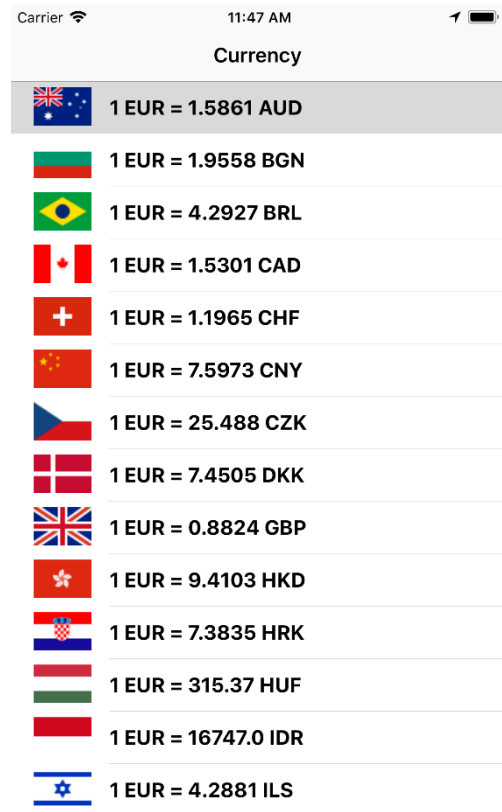 Carrier 11:47 AM
Currency
1 EUR = 1.5861 AUD
1 EUR = 1.9558 BGN
1 EUR = 4.2927 BRL
1 EUR = 1.5301 CAD
1 EUR = 1.1965 CHF
1 EUR = 7.5973 CNY
1 EUR = 25.488 CZK
1 EUR = 7.4505 DKK
1 EUR = 0.8824 GBP
1 EUR = 9.4103 HKD
1 EUR = 7.3835 HRK
1 EUR = 315.37 HUF
1 EUR = 16747.0 IDR
1 EUR = 4.2881 ILS